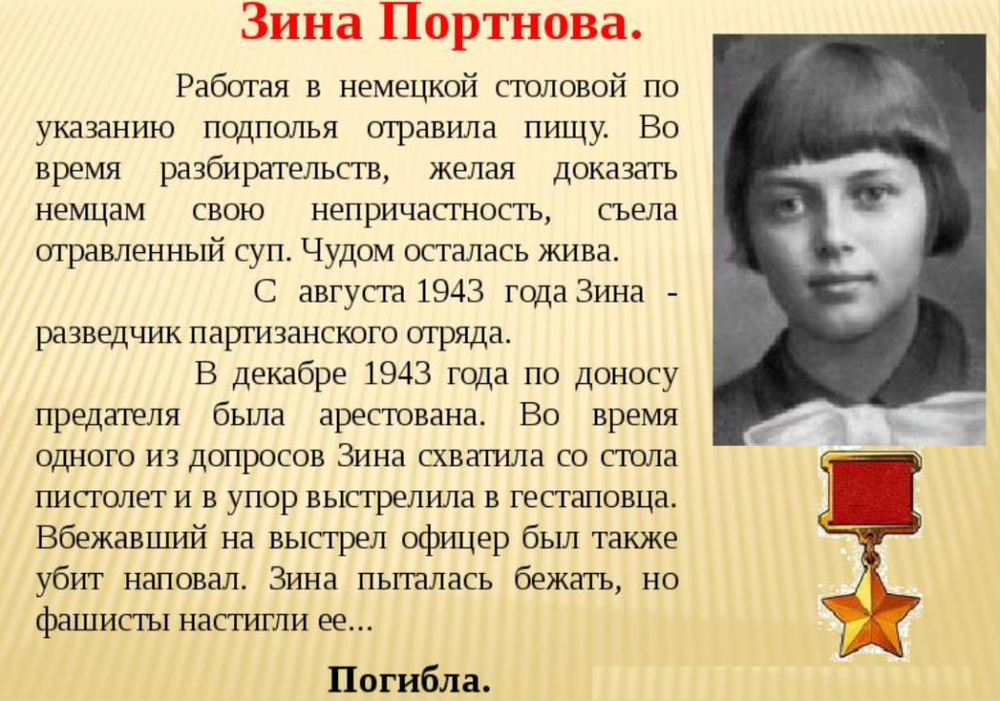 Зина Портнова.
Работая в немецкой столовой по
указанию подполья отравила пищу. Во
время разбирательств, желая доказать
немцам свою непричастность, съела
отравленный суп. Чудом осталась жива.
С августа 1943 года Зина -
разведчик партизанского отряда.
В декабре 1943 года по доносу
предателя была арестована. Во время
одного из допросов Зина схватила со стола
пистолет и в упор выстрелила в гестаповца.
Вбежавший на выстрел офицер был также
убит наповал. Зина пыталась бежать, но
фашисты настигли ее...
Погибла.